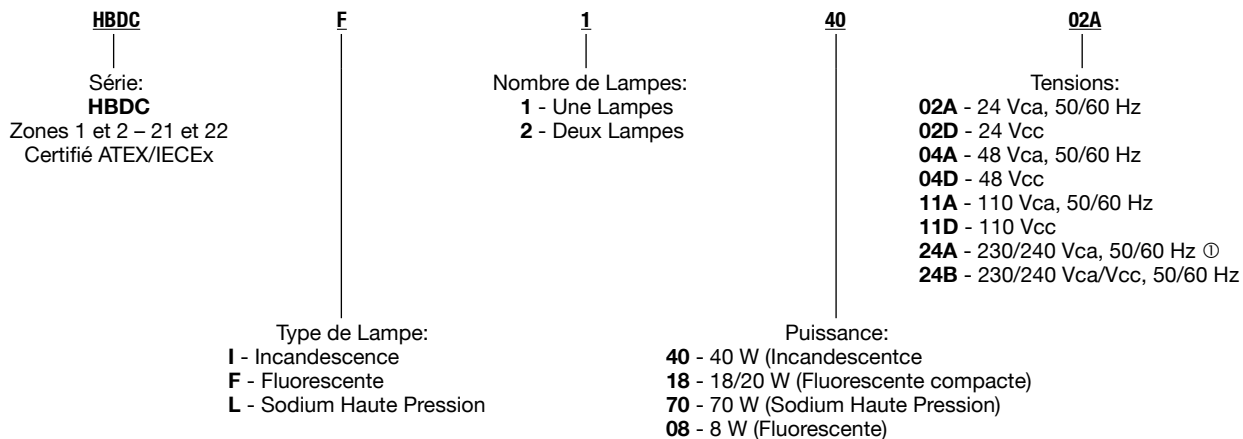 HBDC F 1 40 02A
Série:
HBDC
Zones 1 et 2 – 21 et 22
Certifié ATEX/IECEx
Nombre de Lampes:
1 - Une Lampes
2 - Deux Lampes
Tensions:
02A - 24 Vca, 50/60 Hz
02D - 24 Vcc
04A - 48 Vca, 50/60 Hz
04D - 48 Vcc
11A - 110 Vca, 50/60 Hz
11D - 110 Vcc
24A - 230/240 Vca, 50/60 Hz ①
24B - 230/240 Vca/Vcc, 50/60 Hz
Type de Lampe:
I - Incandescence
F - Fluorescente
L - Sodium Haute Pression
Puissance:
40 - 40 W (Incandescentce
18 - 18/20 W (Fluorescente compacte)
70 - 70 W (Sodium Haute Pression)
08 - 8 W (Fluorescente)